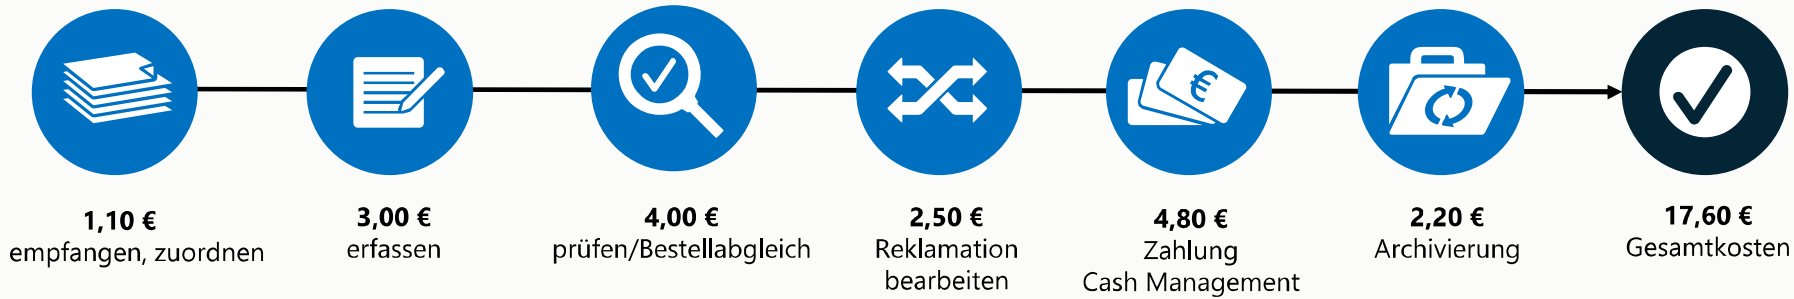 1,10 €
empfangen, zuordnen
3,00 €
erfassen
4,00 €
prüfen/Bestellabgleich
2,50 €
Reklamation
bearbeiten
4,80 €
Zahlung
Cash Management
2,20 €
Archivierung
17,60 €
Gesamtkosten